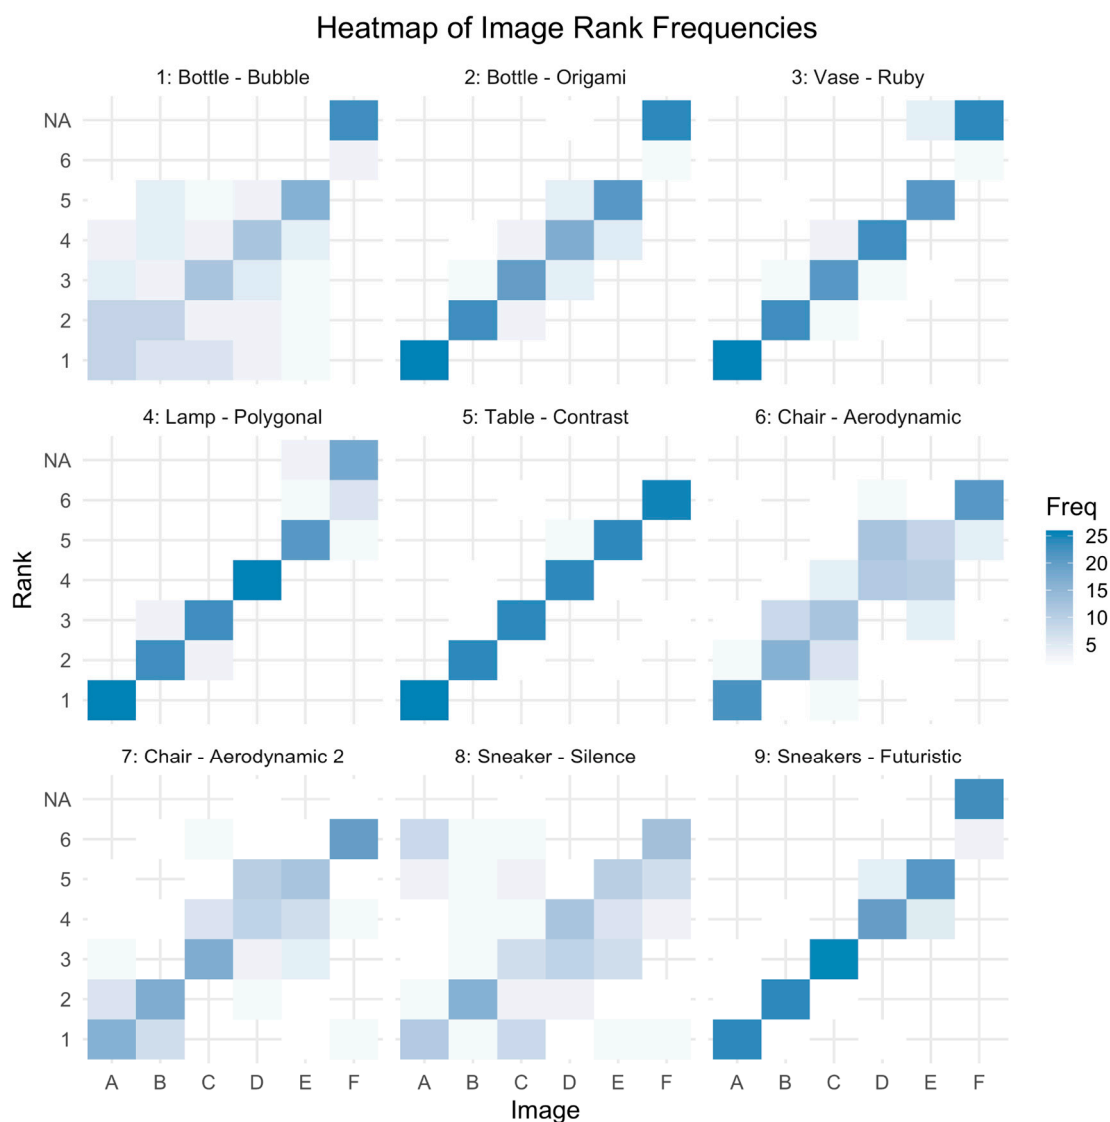 Heatmap of Image Rank Frequencies
1: Bottle - Bubble
2: Bottle - Origami
3: Vase - Ruby
NA
6
5
4
3
2
1
4: Lamp - Polygonal
5: Table - Contrast
6: Chair - Aerodynamic
NA
6
5
4
3
2
1
Rank
Freq
25
20
15
10
5
7: Chair - Aerodynamic 2
8: Sneaker - Silence
9: Sneakers - Futuristic
NA
6
5
4
3
2
1
A B C D E F
A B C D E F
A B C D E F
Image